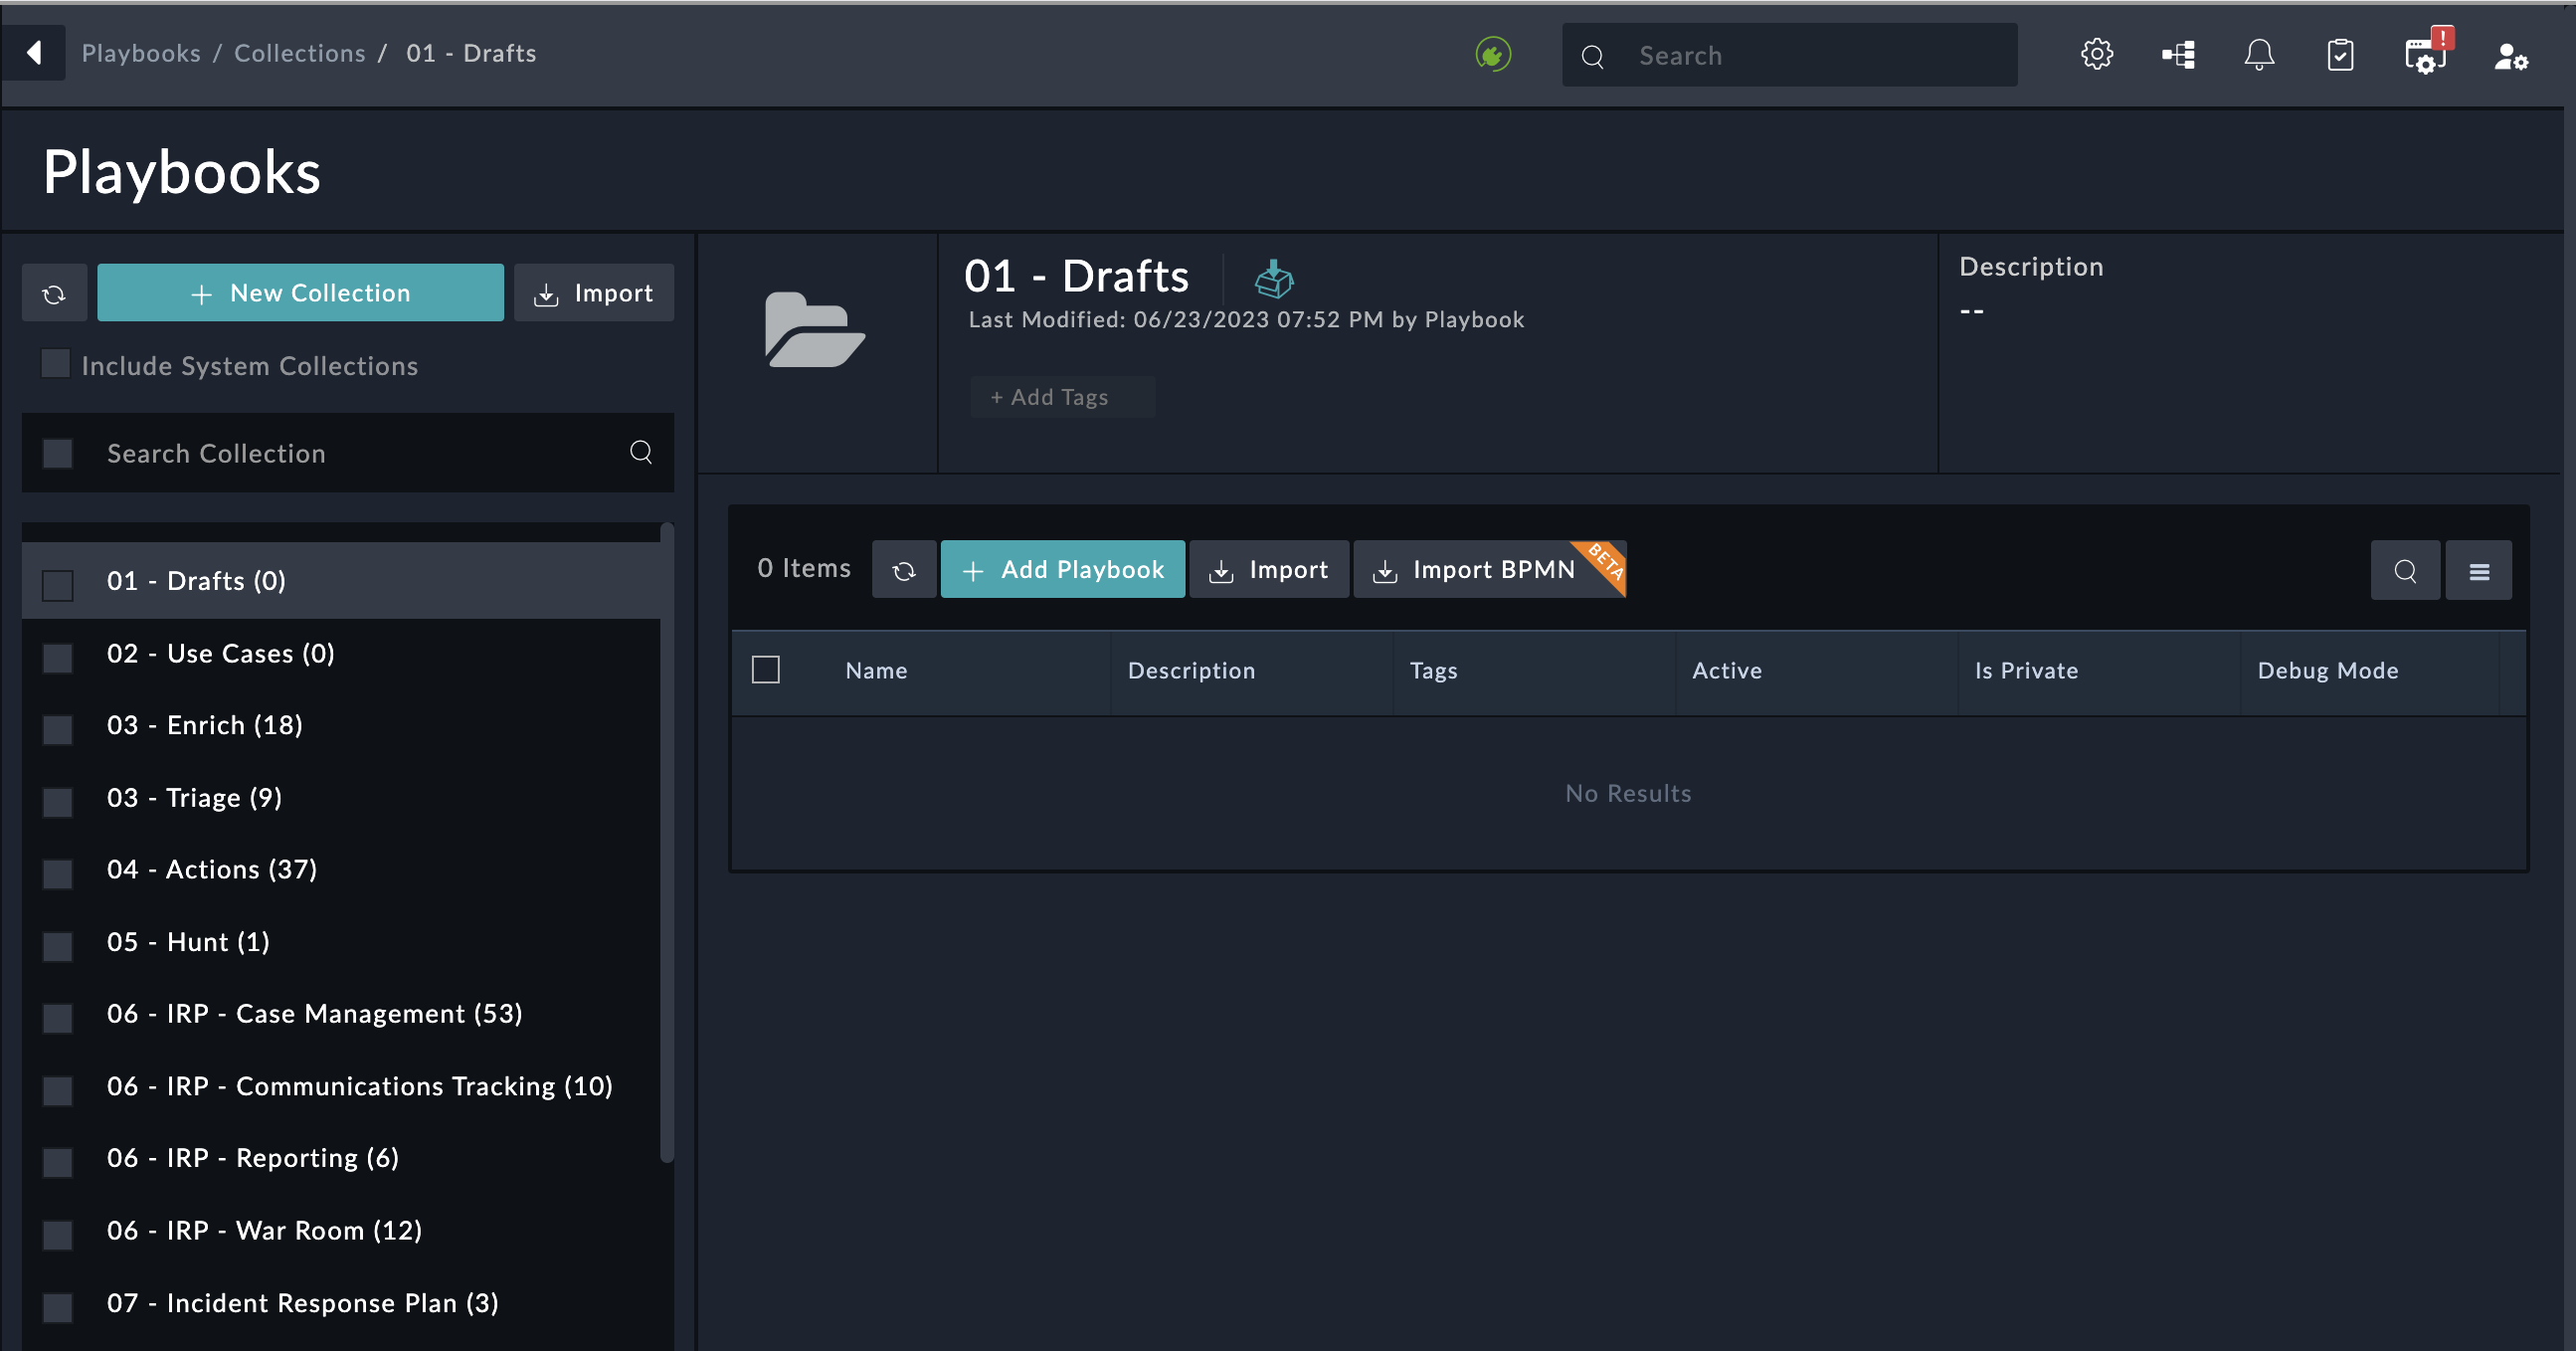 Playbooks / Collections / 01 - Drafts
Search
!
Playbooks
+ New Collection
Import
Include System Collections
Search Collection
01 - Drafts (0)
02 - Use Cases (0)
03 - Enrich (18)
03 - Triage (9)
04 - Actions (37)
05 - Hunt (1)
06 - IRP - Case Management (53)
06 - IRP - Communications Tracking (10)
06 - IRP - Reporting (6)
06 - IRP - War Room (12)
07 - Incident Response Plan (3)
01 - Drafts
Last Modified: 06/23/2023 07:52 PM by Playbook
+ Add Tags
Description
--
0 Items
+ Add Playbook
Import
Import BPMN
BETA
Name Description Tags Active Is Private Debug Mode
No Results